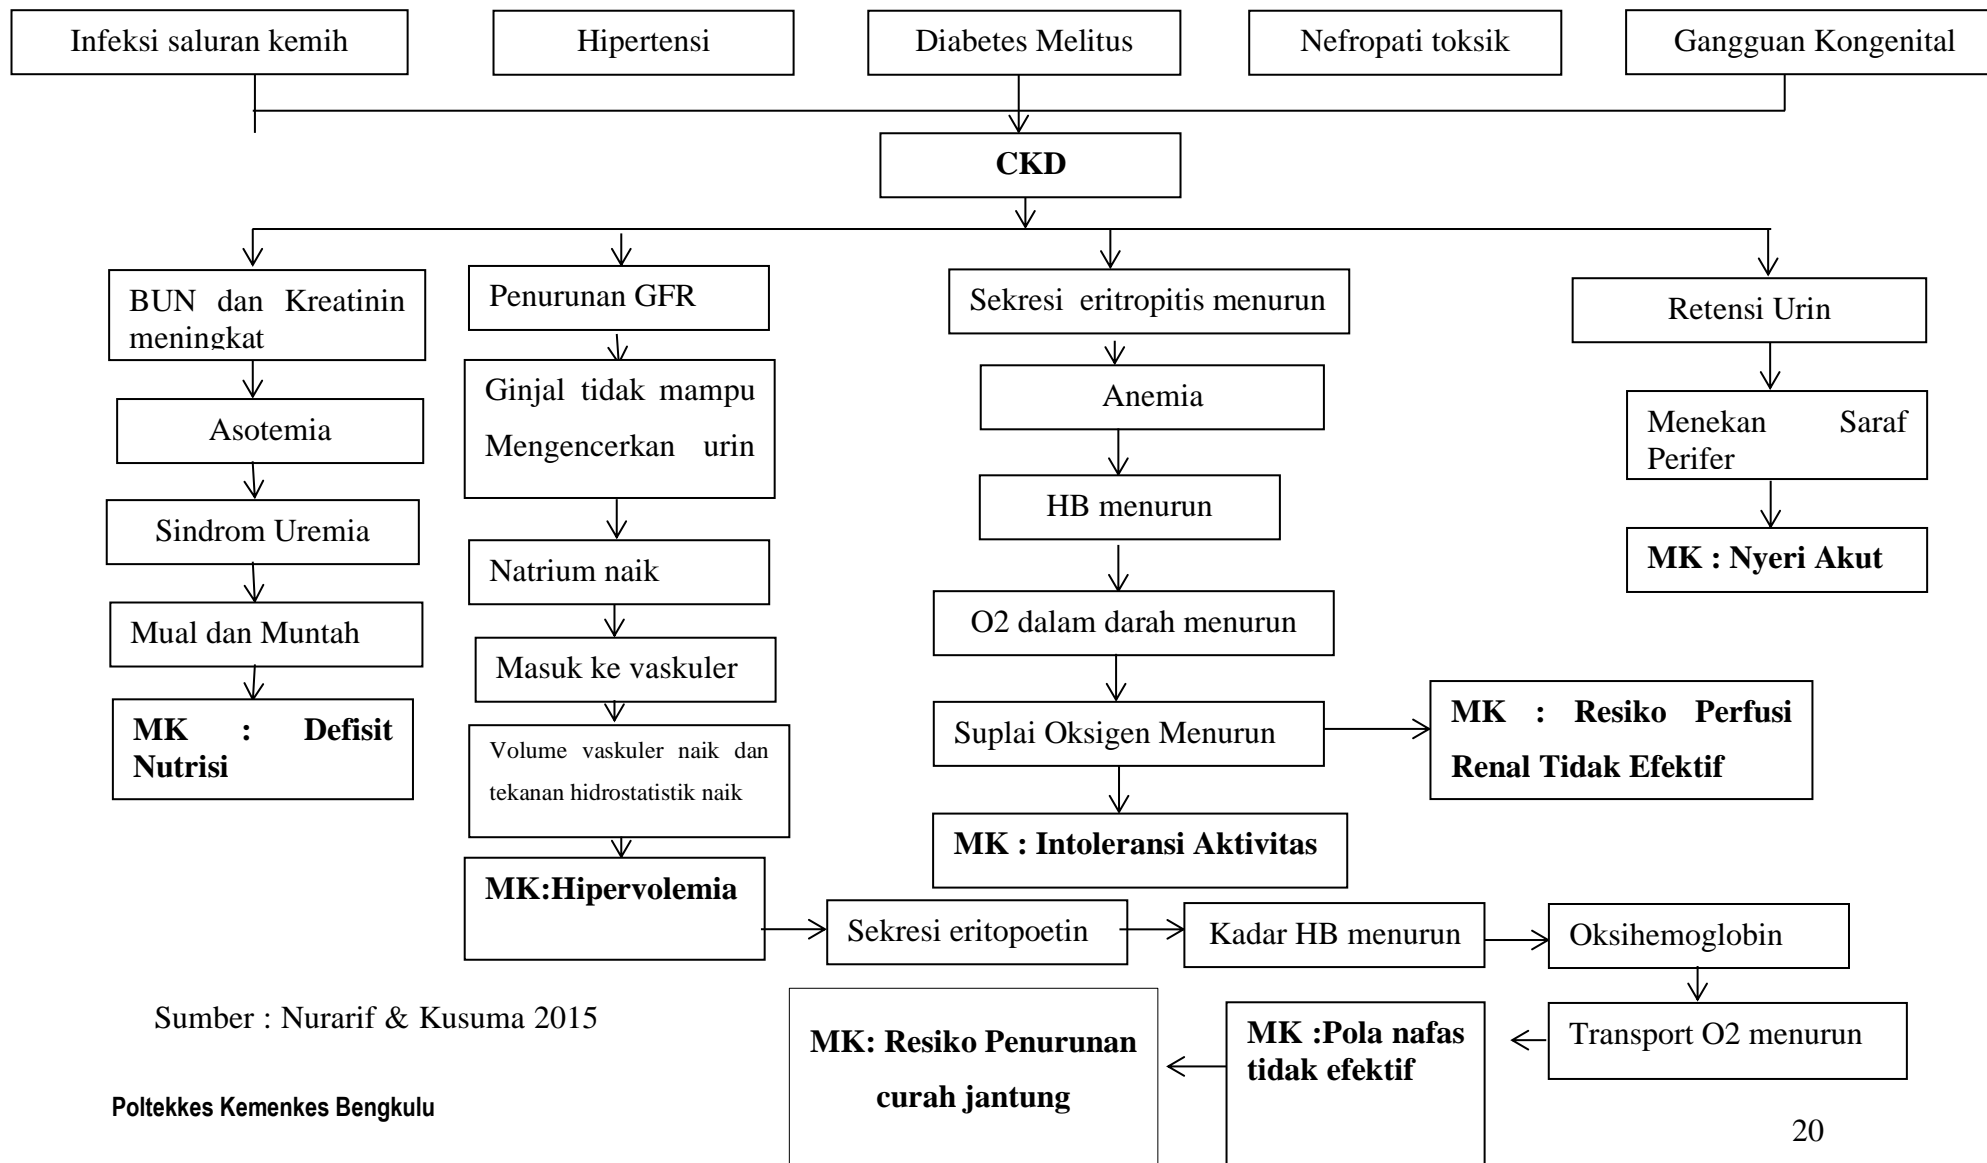 Infeksi saluran kemih
Hipertensi
Diabetes Melitus
Nefropati toksik
Gangguan Kongenital
CKD
BUN dan Kreatinin
meningkat
Asotemia
Sindrom Uremia
Mual dan Muntah
MK : Defisit
Nutrisi
Penurunan GFR
Ginjal tidak mampu
Mengencerkan urin
Natrium naik
Masuk ke vaskuler
Volume vaskuler naik dan
tekanan hidrostatistik naik
MK:Hipervolemia
Sekresi eritropitis menurun
Anemia
HB menurun
O2 dalam darah menurun
Suplai Oksigen Menurun
MK : Intoleransi Aktivitas
MK : Resiko Perfusi
Renal Tidak Efektif
Retensi Urin
Menekan Saraf
Perifer
MK : Nyeri Akut
Sekresi eritopoetin
Kadar HB menurun
Oksihemoglobin
Transport O2 menurun
MK :Pola nafas
tidak efektif
MK: Resiko Penurunan
curah jantung
Sumber : Nurarif & Kusuma 2015
Poltekkes Kemenkes Bengkulu
20